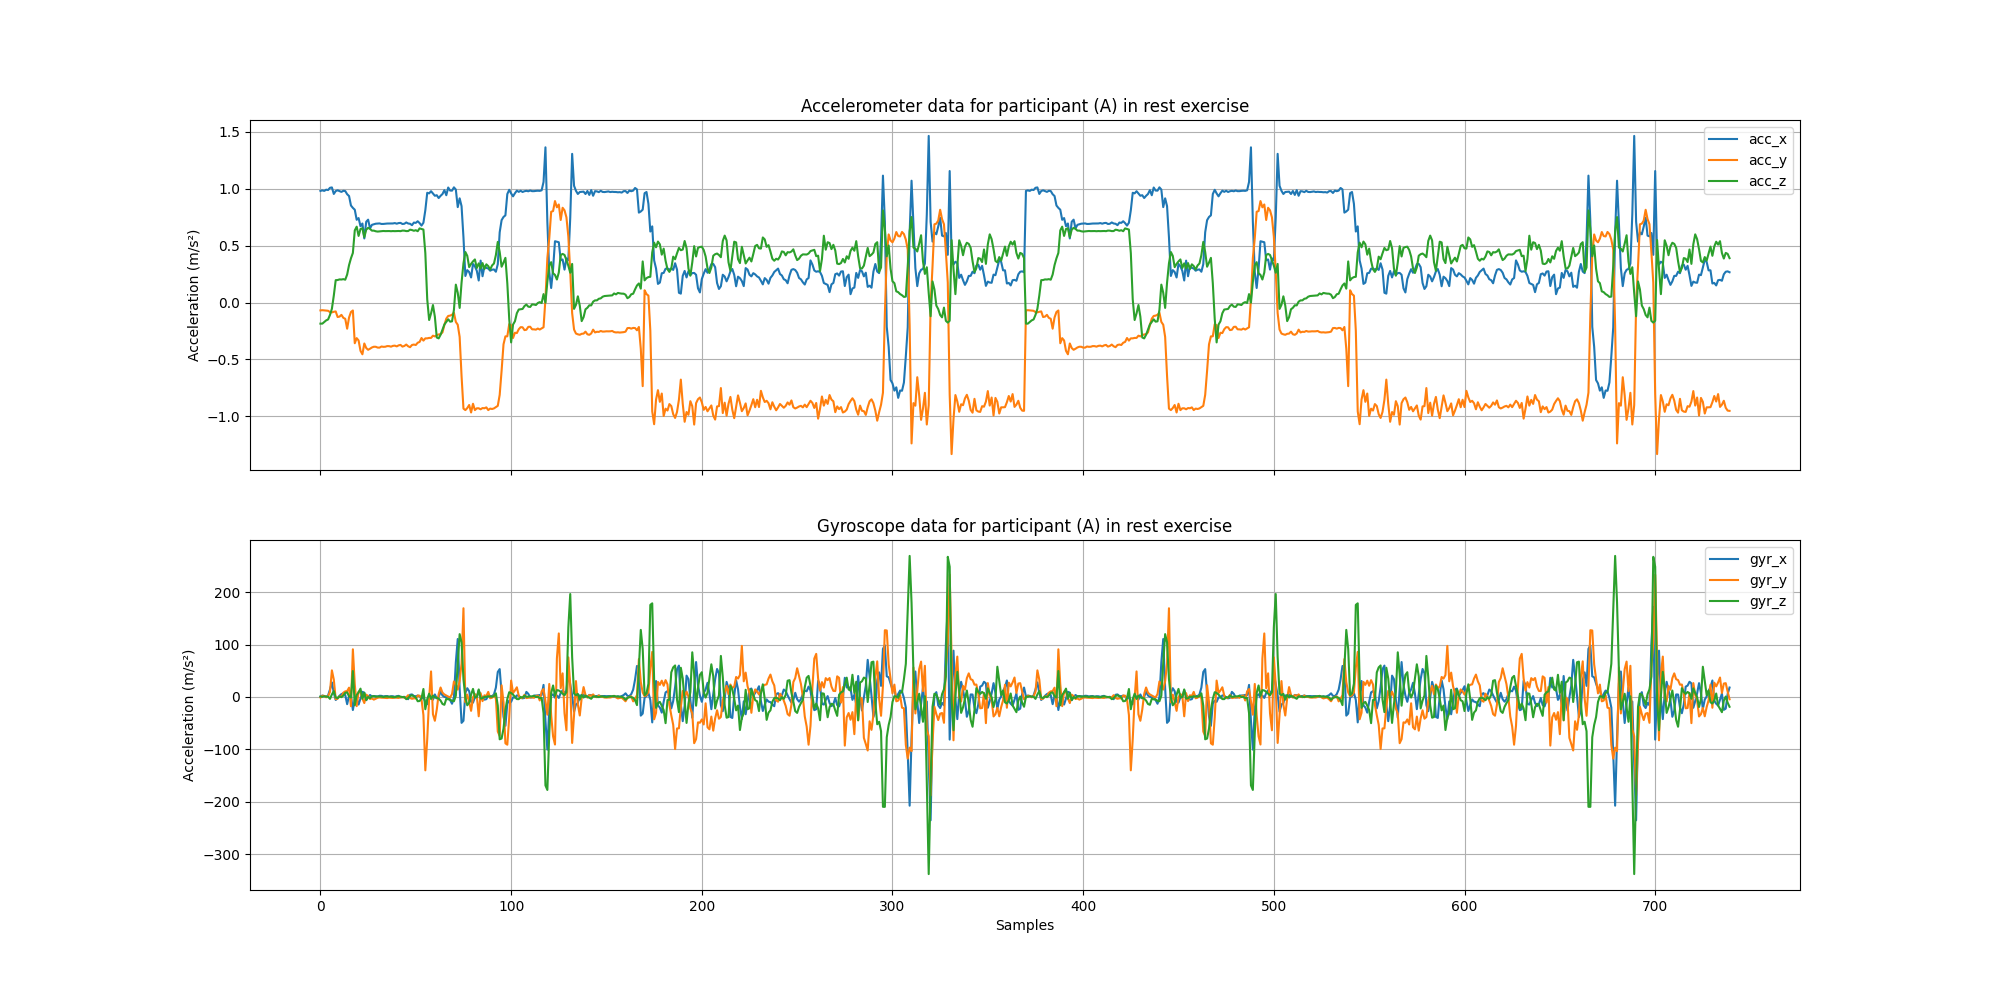 Accelerometer data for participant (A) in rest exercise
Acceleration (m/s²)
1.5
1.0
0.5
0.0
−0.5
−1.0
acc_x
acc_y
acc_z
Gyroscope data for participant (A) in rest exercise
Acceleration (m/s²)
200
100
0
−100
−200
−300
gyr_x
gyr_y
gyr_z
0 100 200 300 400 500 600 700
Samples